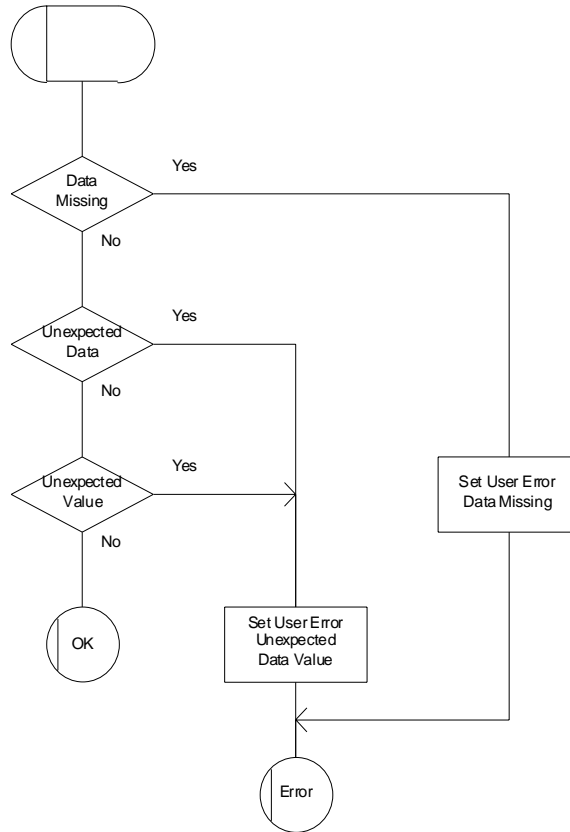 Yes
Data
Missing
No
Yes
Unexpected
Data
No
Yes
Unexpected
Value
No
Set User Error
Data Missing
OK
Set User Error
Unexpected
Data Value
Error